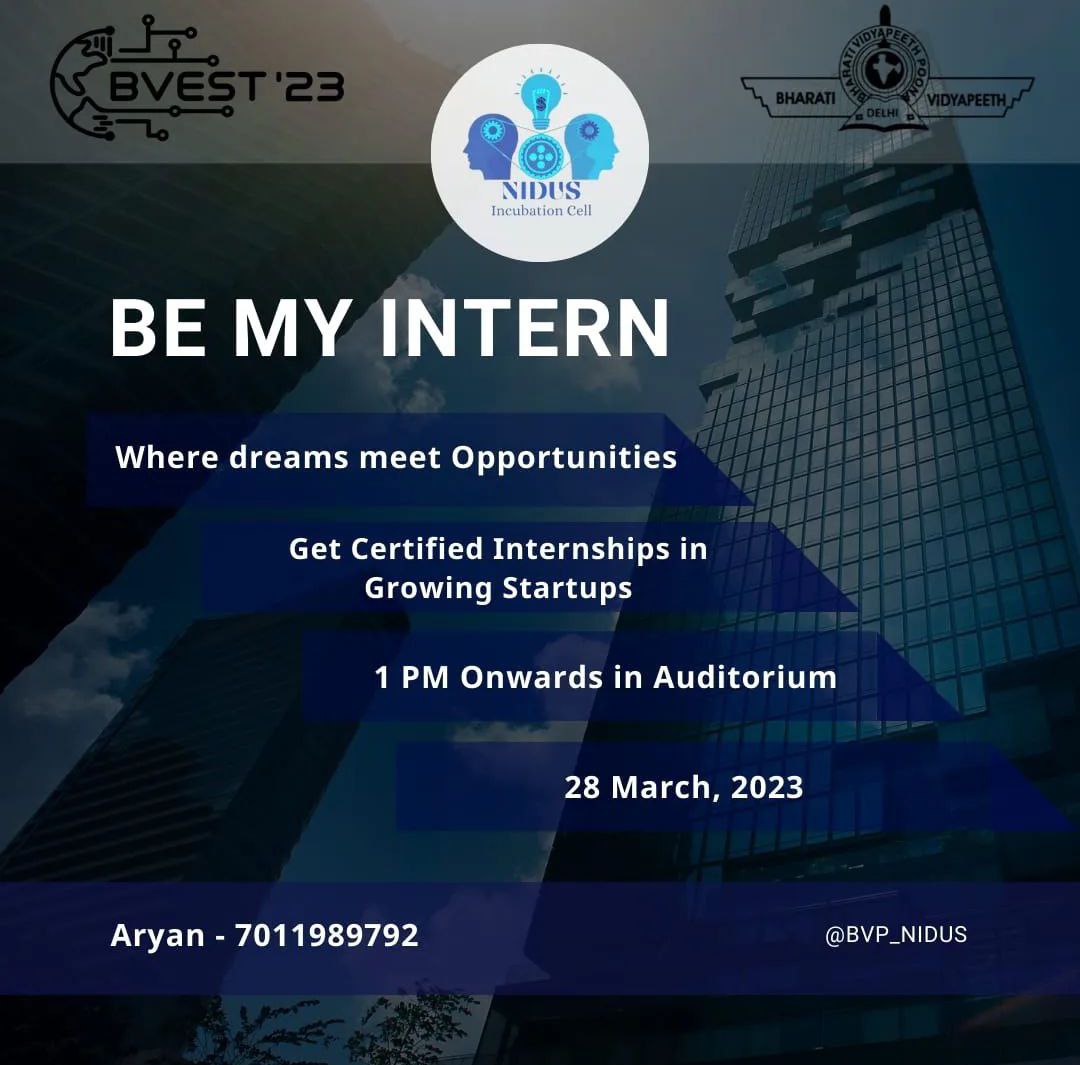 BVEST '23
BHARATI VIDYAPEETH POONA
BHARATI
VIDYAPEETH
DELHI
$
NIDUS
Incubation Cell
BE MY INTERN
Where dreams meet Opportunities
Get Certified Internships in
Growing Startups
1 PM Onwards in Auditorium
28 March, 2023
Aryan - 7011989792
@BVP_NIDUS